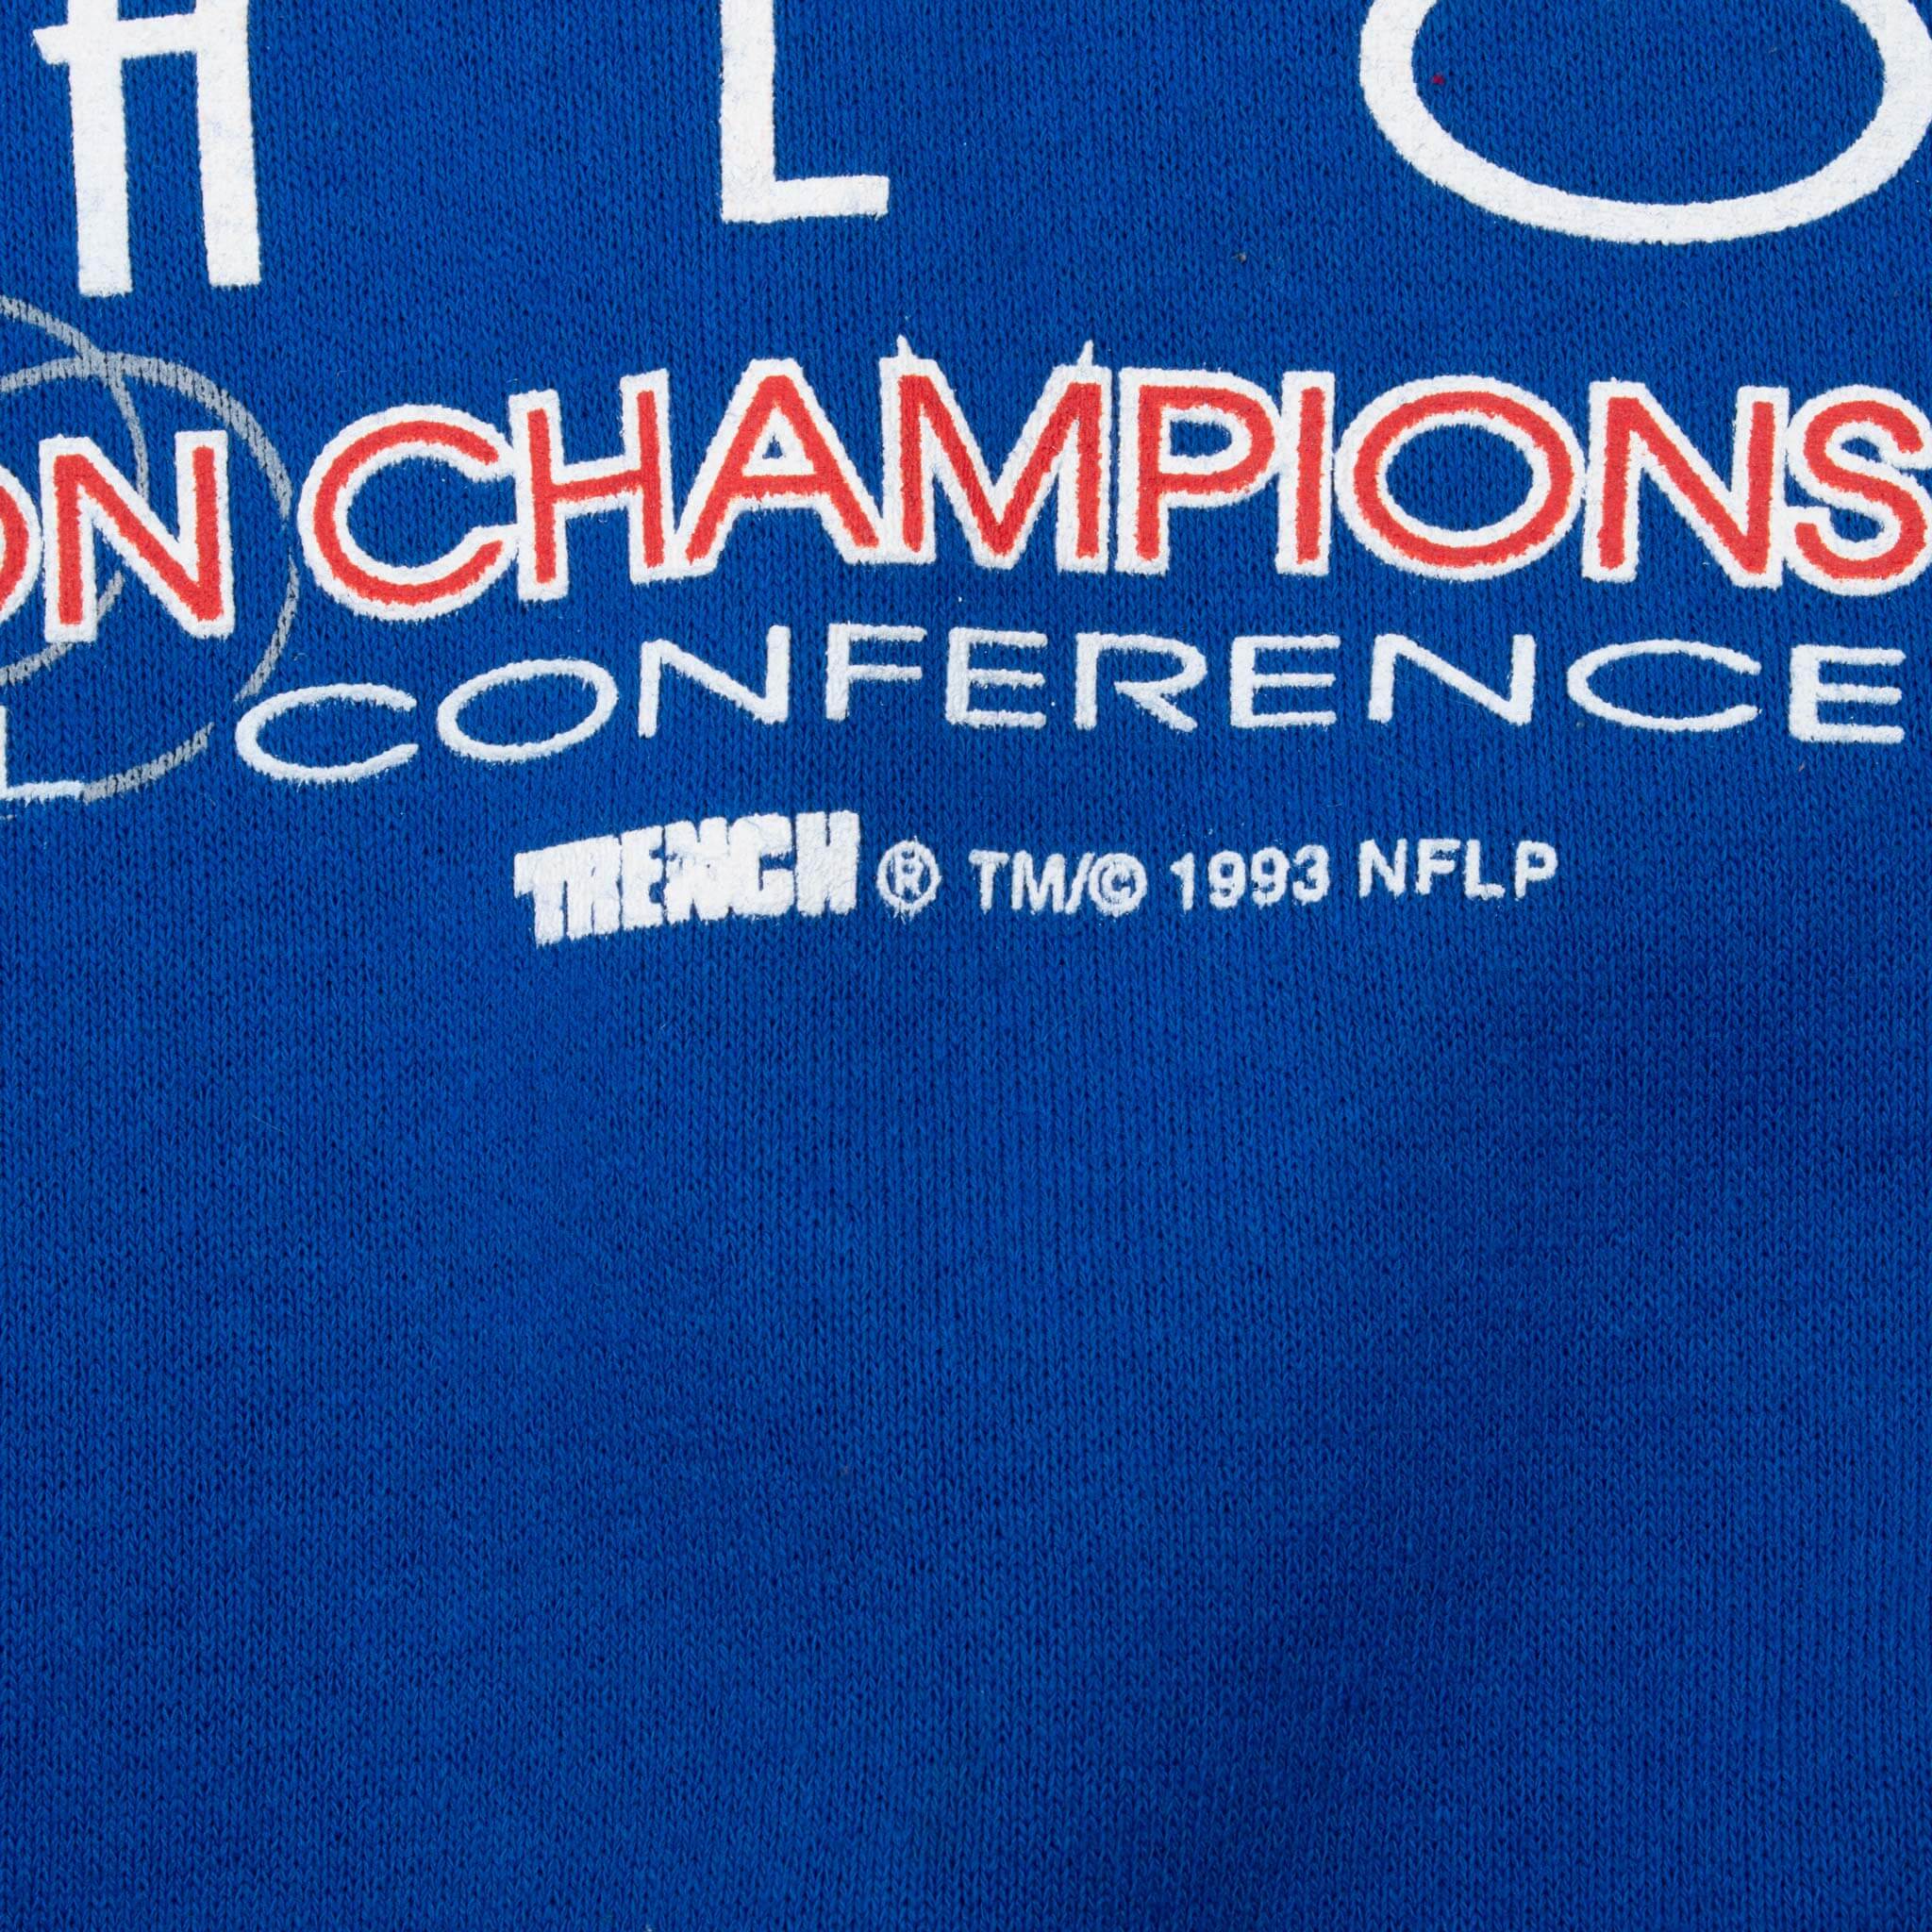 H L O
ON CHAMPIONS
L CONFERENCE
TRENCH ® TM/© 1993 NFLP